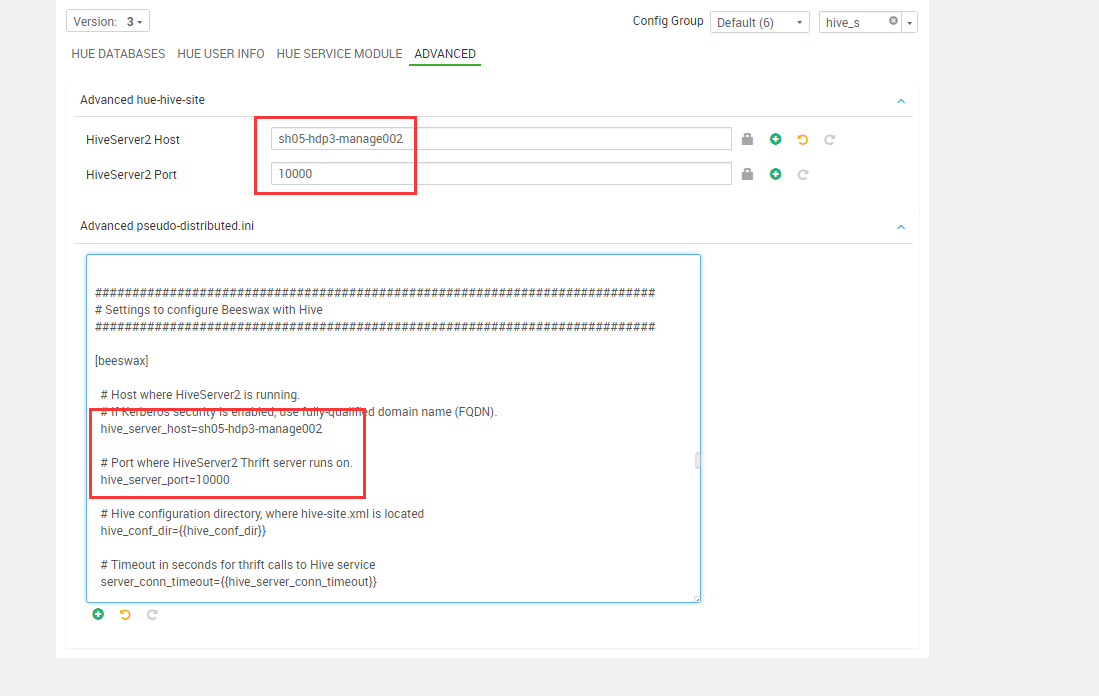 Version: 3
Config Group Default (6) hive_s
HUE DATABASES HUE USER INFO HUE SERVICE MODULE ADVANCED
Advanced hue-hive-site
HiveServer2 Host sh05-hdp3-manage002
HiveServer2 Port 10000
Advanced pseudo-distributed.ini
###########################################################################
# Settings to configure Beeswax with Hive
###########################################################################
[beeswax]
# Host where HiveServer2 is running.
# If Kerberos security is enabled, use fully-qualified domain name (FQDN).
hive_server_host=sh05-hdp3-manage002
# Port where HiveServer2 Thrift server runs on.
hive_server_port=10000
# Hive configuration directory, where hive-site.xml is located
hive_conf_dir={{hive_conf_dir}}
# Timeout in seconds for thrift calls to Hive service
server_conn_timeout={{hive_server_conn_timeout}}